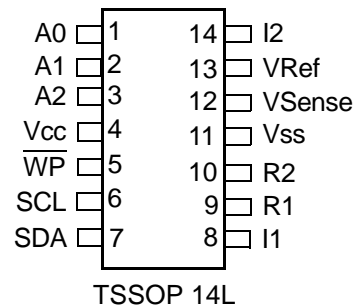 A0 1 14 I2
A1 2 13 VRef
A2 3 12 VSense
Vcc 4 11 Vss
WP 5 10 R2
SCL 6 9 R1
SDA 7 8 I1
TSSOP 14L